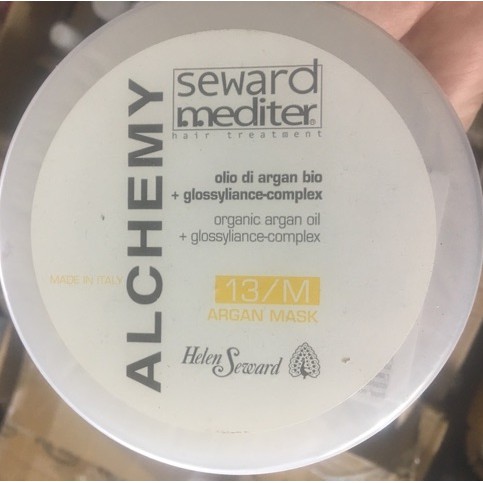 ALCHEMY
seward
mediter®
hair treatment
olio di argan bio
+ glossyliance-complex
organic argan oil
+ glossyliance-complex
MADE IN ITALY
13/M
ARGAN MASK
Helen Seward